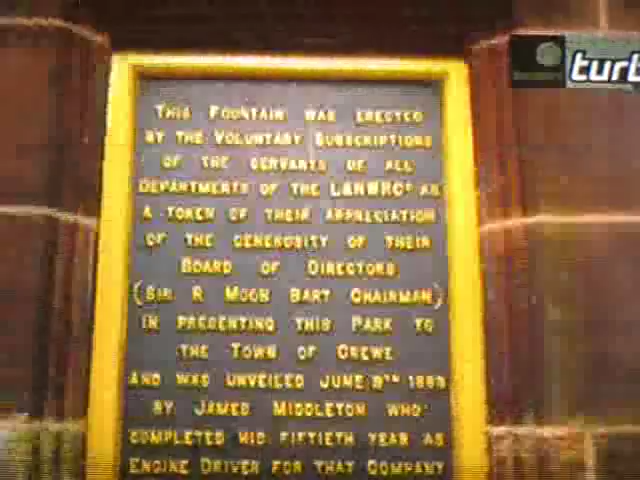 turb
THIS FOUNTAIN WAS ERECTED
BY THE VOLUNTARY SUBSCRIPTIONS
OF THE SERVANTS OF ALL
DEPARTMENTS OF THE L&NWRCO AS
A TOKEN OF THEIR APPRECIATION
OF THE GENEROSITY OF THEIR
BOARD OF DIRECTORS
(SIR R MOON BART CHAIRMAN)
IN PRESENTING THIS PARK TO
THE TOWN OF CREWE
AND WAS UNVEILED JUNE
BY JAMES MIDDLETON WHO
COMPLETED HIS FIFTIETH YEAR AS
ENGINE DRIVER FOR THAT COMPANY